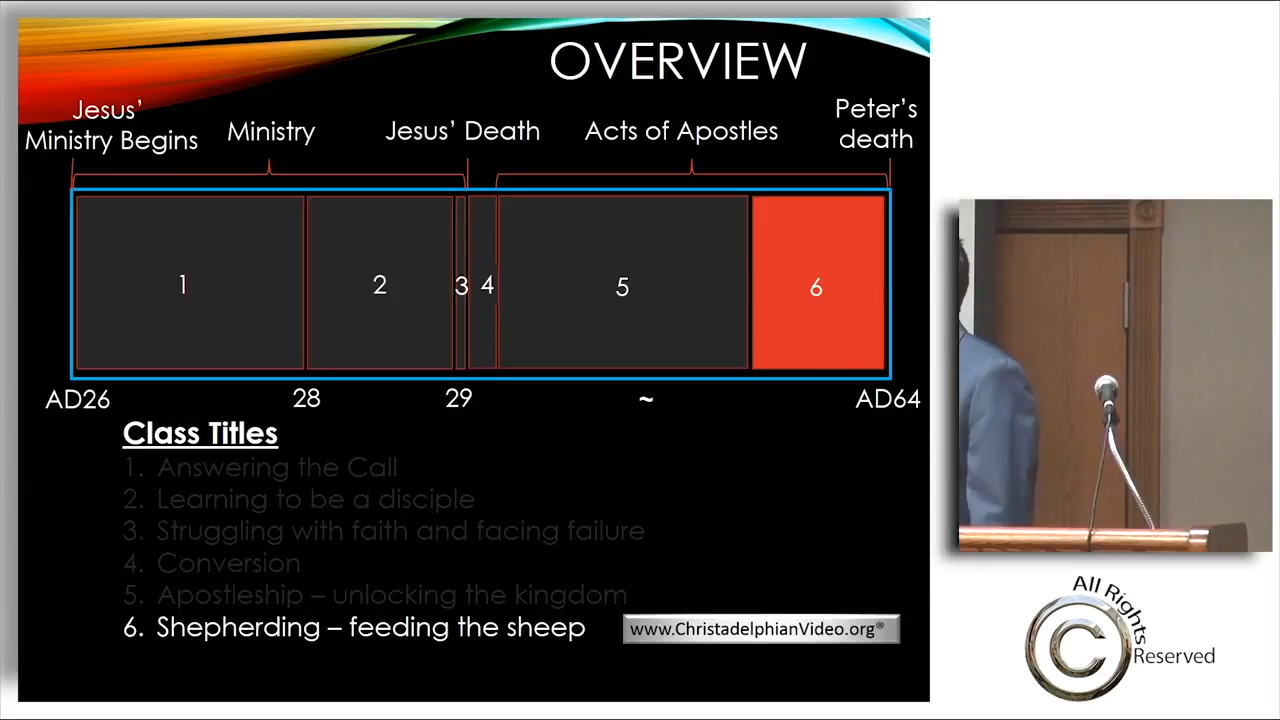 OVERVIEW
Jesus’
Ministry Begins
Ministry
Jesus’ Death
Acts of Apostles
Peter’s
death
1
2
3
4
5
6
AD26
28
29
~
AD64
Class Titles
1. Answering the Call
2. Learning to be a disciple
3. Struggling with faith and facing failure
4. Conversion
5. Apostleship – unlocking the kingdom
6. Shepherding – feeding the sheep
www.ChristadelphianVideo.org®
All Rights
C
Reserved